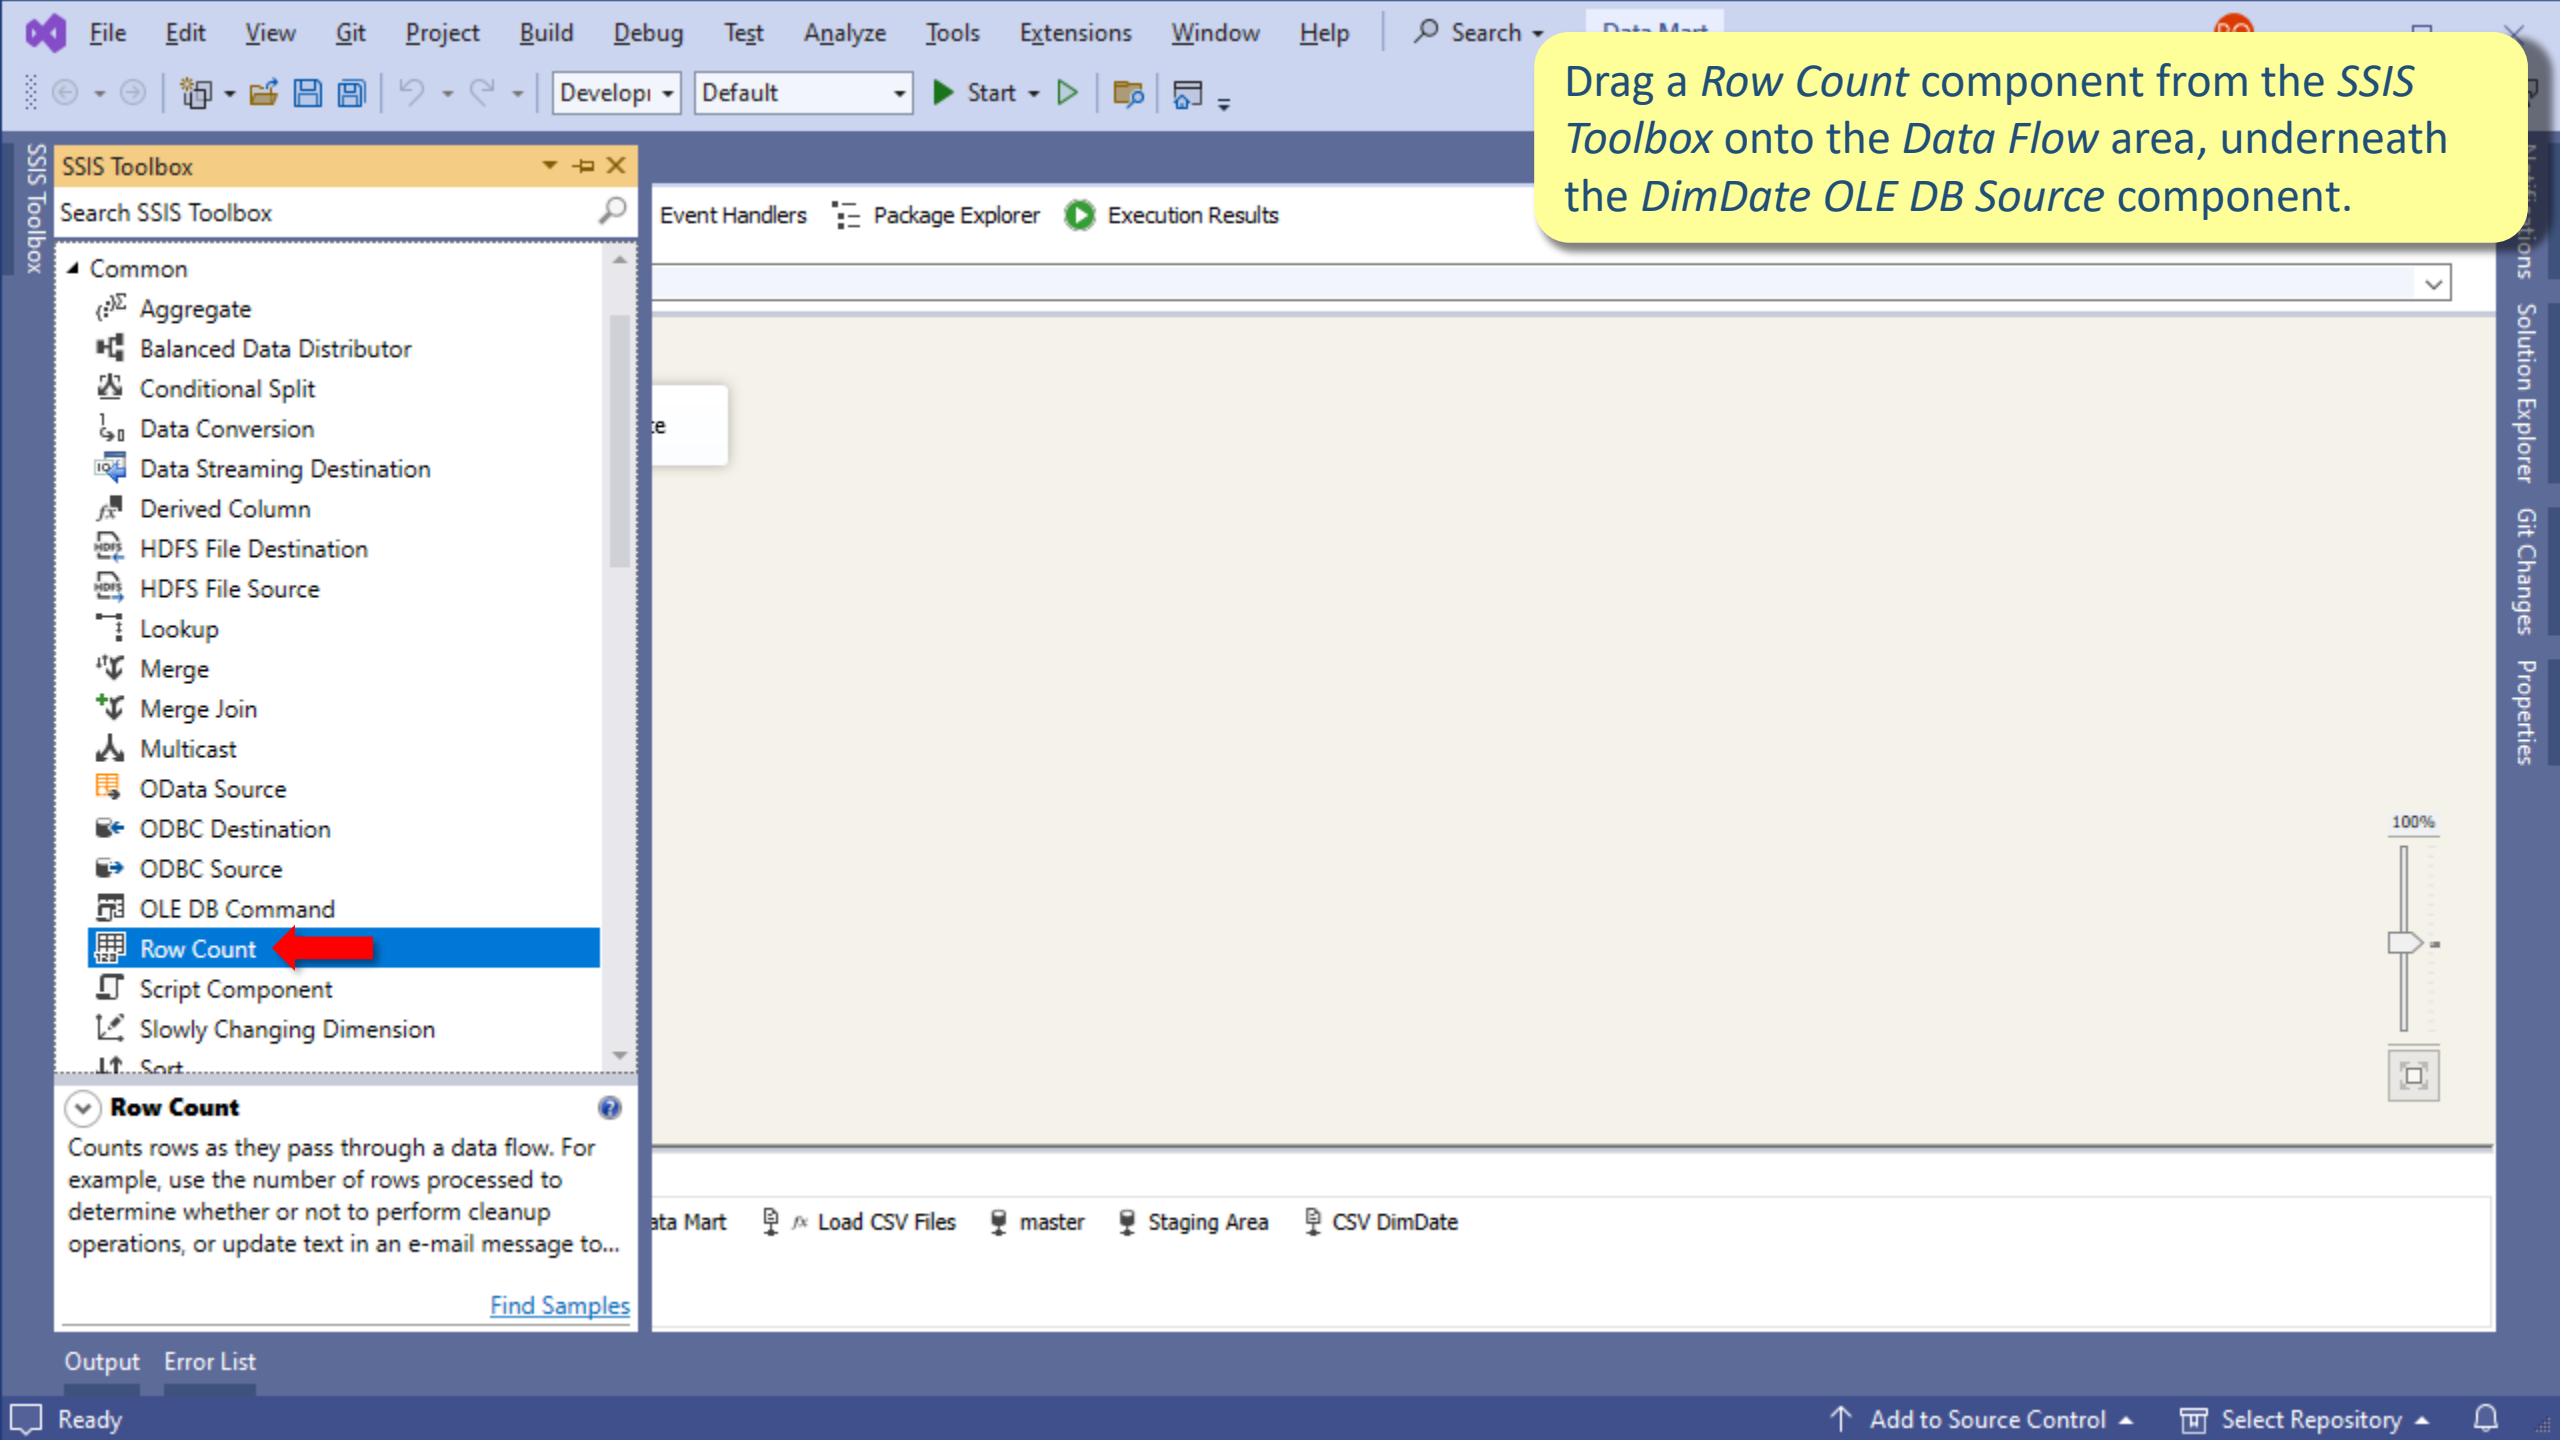 File Edit View Git Project Build Debug Test Analyze Tools Extensions Window Help Search
Default Start
Drag a Row Count component from the SSIS
Toolbox onto the Data Flow area, underneath
the DimDate OLE DB Source component.
SSIS Toolbox
SSIS Toolbox
Search SSIS Toolbox
Event Handlers Package Explorer Execution Results
Common
Aggregate
Balanced Data Distributor
Conditional Split
Data Conversion
Data Streaming Destination
Derived Column
HDFS File Destination
HDFS File Source
Lookup
Merge
Merge Join
Multicast
OData Source
ODBC Destination
ODBC Source
OLE DB Command
Row Count
Script Component
Slowly Changing Dimension
Sort
Solution Explorer
Git Changes
Properties
100%
Row Count
Counts rows as they pass through a data flow. For
example, use the number of rows processed to
determine whether or not to perform cleanup
operations, or update text in an e-mail message to...
Find Samples
Mart Load CSV Files master Staging Area CSV DimDate
Output Error List
Ready Add to Source Control Select Repository